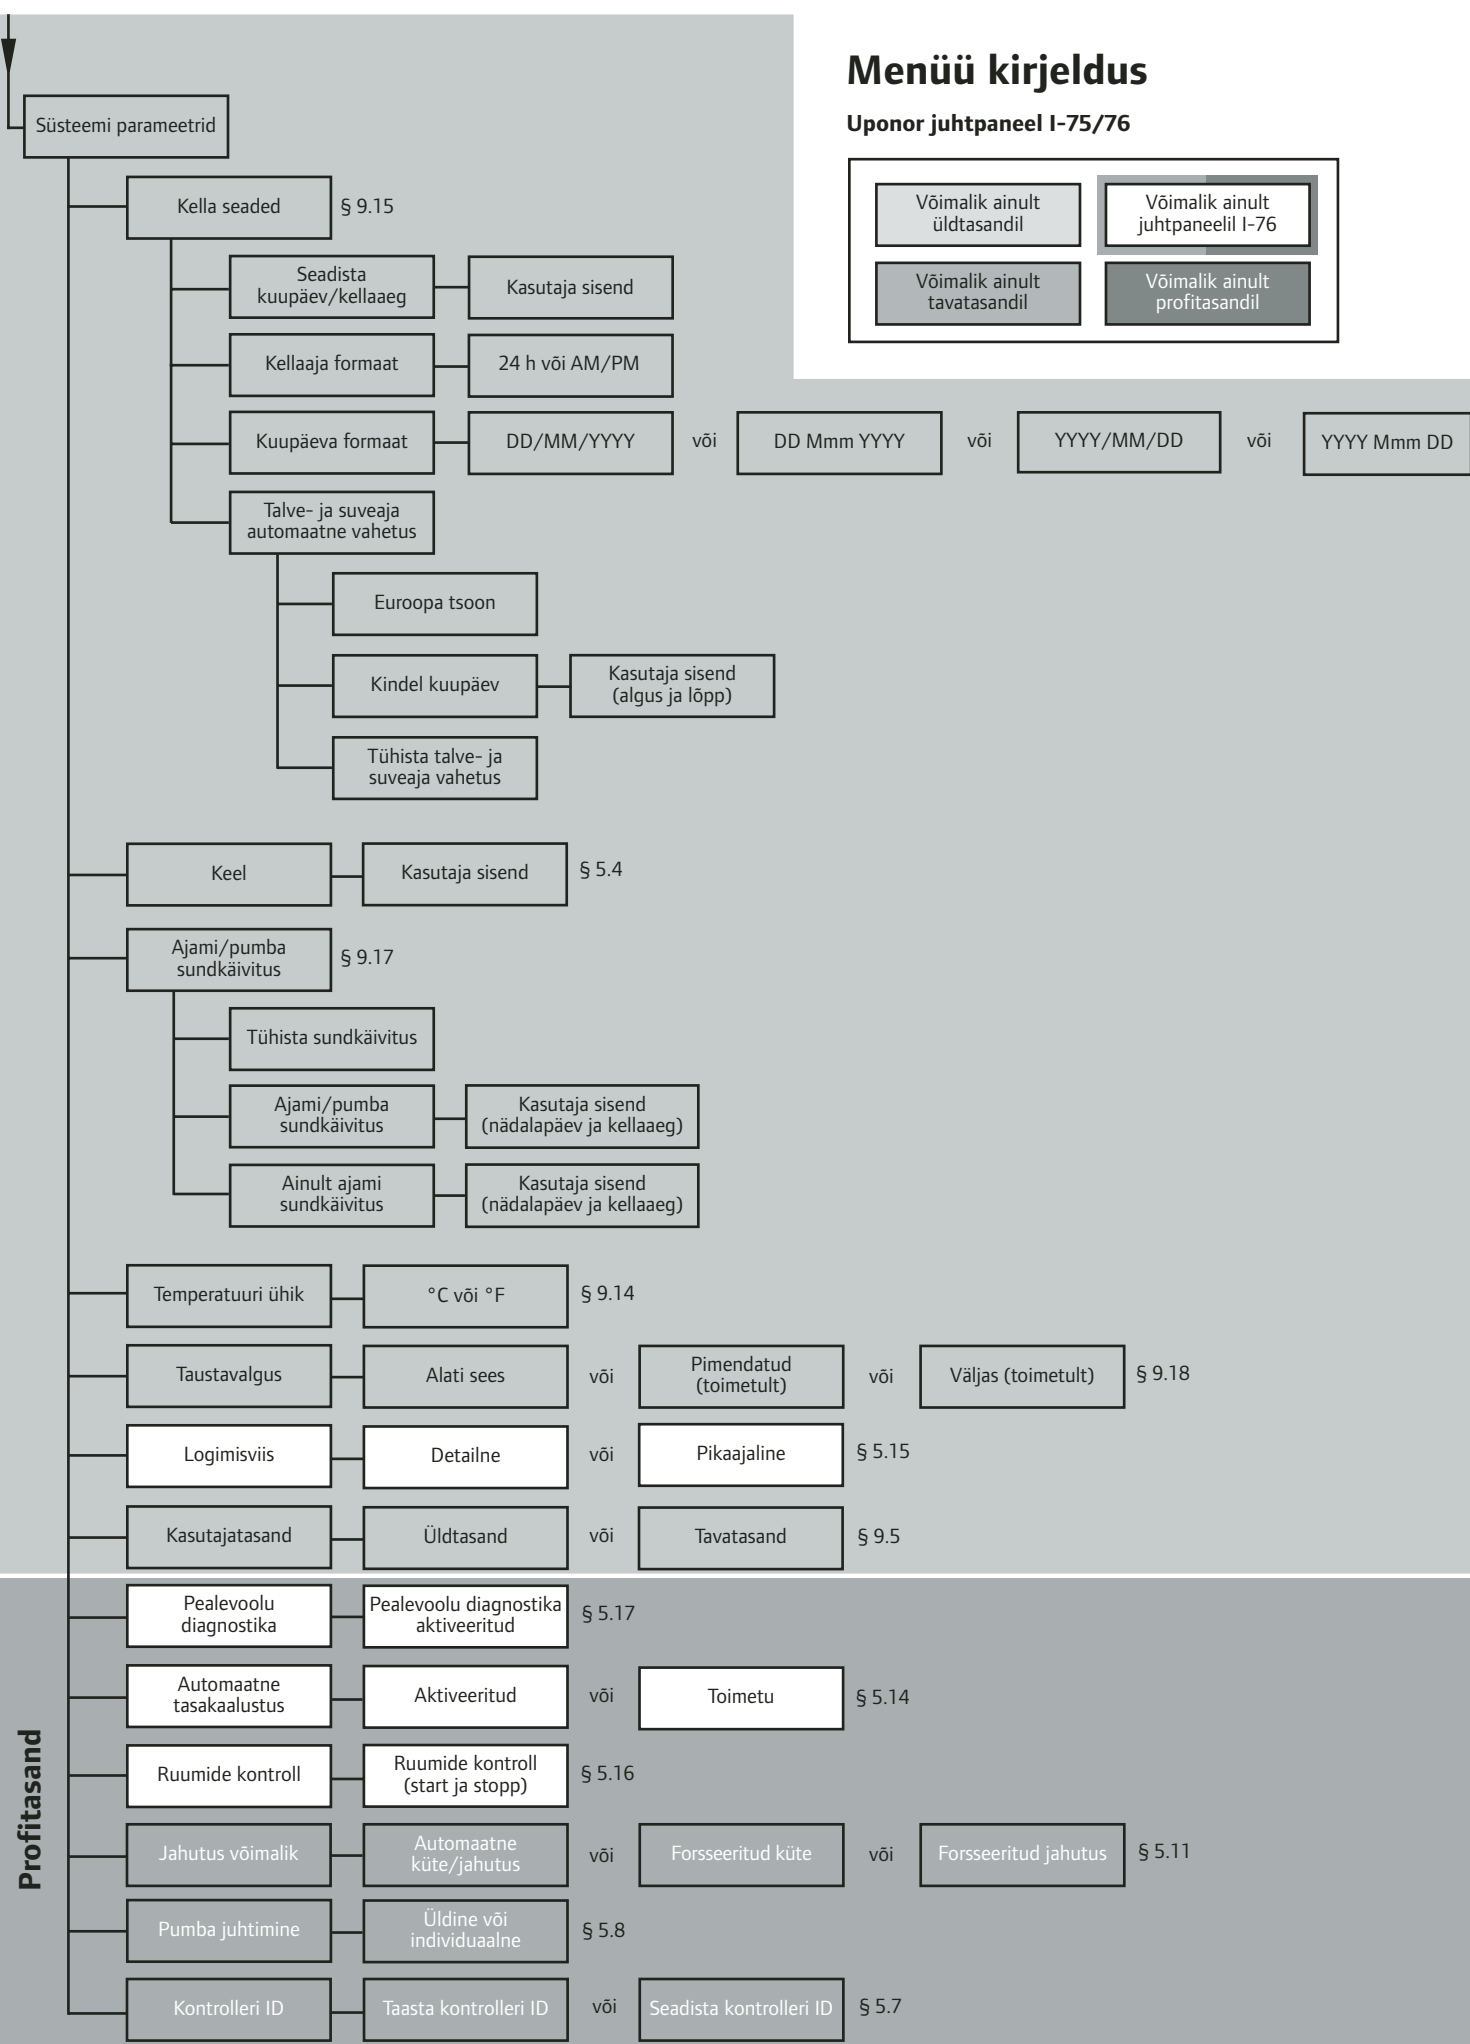 Menüü kirjeldus
Uponor juhtpaneel I-75/76
Võimalik ainult
üldtasandil
Võimalik ainult
juhtpaneelil I-76
Võimalik ainult
tavatasandil
Võimalik ainult
profitasandil
Süsteemi parameetrid
Kella seaded
§ 9.15
Seadista
kuupäev/kellaaeg
Kasutaja sisend
Kellaaja formaat
24 h või AM/PM
Kuupäeva formaat
DD/MM/YYYY
või
DD Mmm YYYY
või
YYYY/MM/DD
või
YYYY Mmm DD
Talve- ja suveaja
automaatne vahetus
Euroopa tsoon
Kindel kuupäev
Kasutaja sisend
(algus ja lõpp)
Tühista talve- ja
suveaja vahetus
Keel
Kasutaja sisend
§ 5.4
Ajami/pumba
sundkäivitus
§ 9.17
Tühista sundkäivitus
Ajami/pumba
sundkäivitus
Kasutaja sisend
(nädalapäev ja kellaaeg)
Ainult ajami
sundkäivitus
Kasutaja sisend
(nädalapäev ja kellaaeg)
Temperatuuri ühik
°C või °F
§ 9.14
Taustavalgus
Alati sees
või
Pimendatud
(toimetult)
või
Väljas (toimetult)
§ 9.18
Logimisviis
Detailne
või
Pikaajaline
§ 5.15
Kasutajatasand
Üldtasand
või
Tavatasand
§ 9.5
Profitasand
Pealevoolu
diagnostika
Pealevoolu diagnostika
aktiveeritud
§ 5.17
Automaatne
tasakaalustus
Aktiveeritud
või
Toimetu
§ 5.14
Ruumide kontroll
Ruumide kontroll
(start ja stopp)
§ 5.16
Jahutus võimalik
Automaatne
küte/jahutus
või
Forsseeritud küte
või
Forsseeritud jahutus
§ 5.11
Pumba juhtimine
Üldine või
individuaalne
§ 5.8
Kontrolleri ID
Taasta kontrolleri ID
või
Seadista kontrolleri ID
§ 5.7